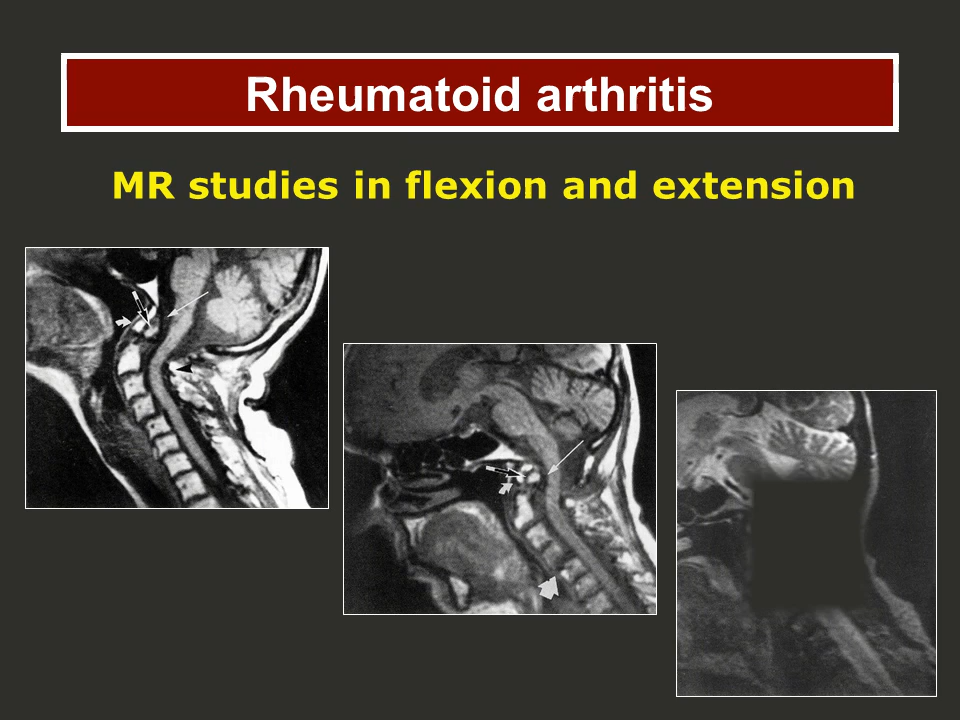 Rheumatoid arthritis
MR studies in flexion and extension